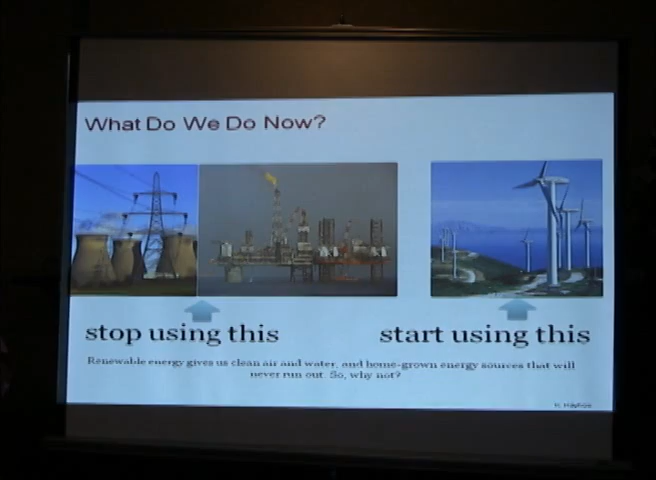 What Do We Do Now?
stop using this
start using this
Renewable energy gives us clean air and water, and home-grown energy sources that will
never run out. So, why not?